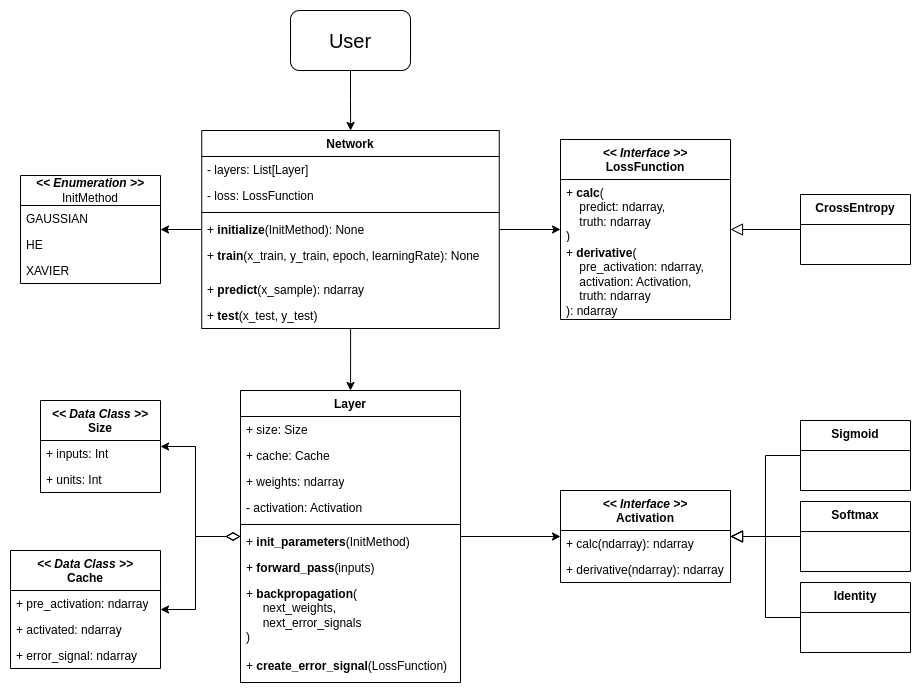 User
Network
- layers: List[Layer]
- loss: LossFunction
+ initialize(InitMethod): None
+ train(x_train, y_train, epoch, learningRate): None
+ predict(x_sample): ndarray
+ test(x_test, y_test)
<< Enumeration >>
InitMethod
GAUSSIAN
HE
XAVIER
<< Interface >>
LossFunction
+ calc(
predict: ndarray,
truth: ndarray
)
+ derivative(
pre_activation: ndarray,
activation: Activation,
truth: ndarray
): ndarray
CrossEntropy
<< Data Class >>
Size
+ inputs: Int
+ units: Int
<< Data Class >>
Cache
+ pre_activation: ndarray
+ activated: ndarray
+ error_signal: ndarray
Layer
+ size: Size
+ cache: Cache
+ weights: ndarray
- activation: Activation
+ init_parameters(InitMethod)
+ forward_pass(inputs)
+ backpropagation(
next_weights,
next_error_signals
)
+ create_error_signal(LossFunction)
<< Interface >>
Activation
+ calc(ndarray): ndarray
+ derivative(ndarray): ndarray
Sigmoid
Softmax
Identity